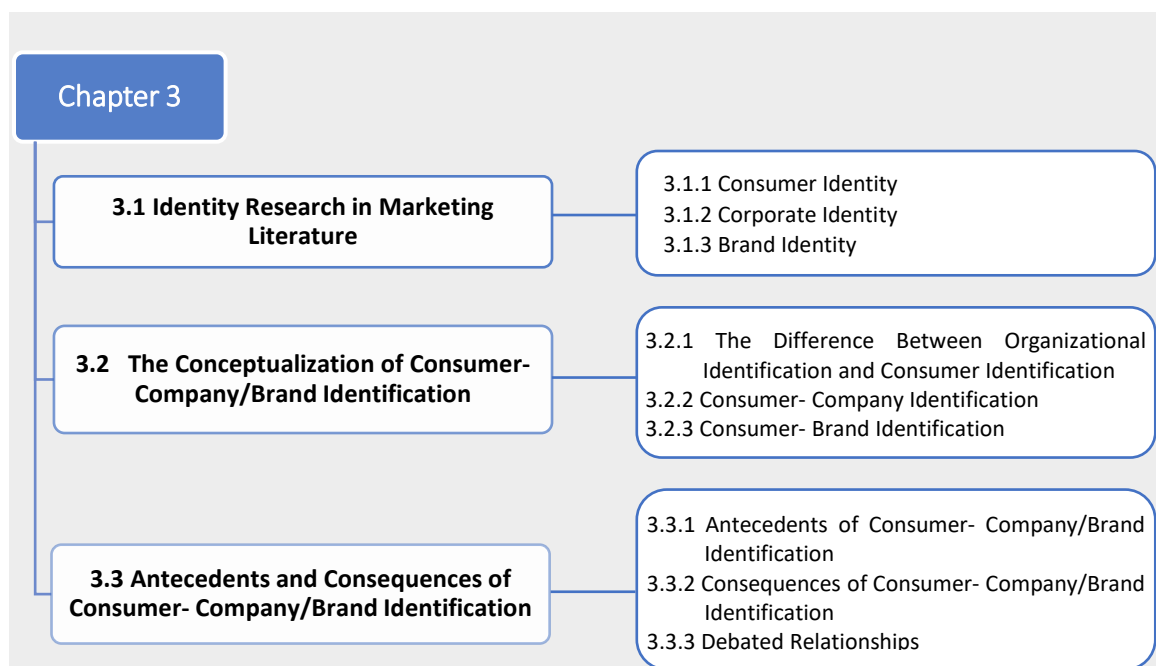 Chapter 3
3.1 Identity Research in Marketing
Literature
3.1.1 Consumer Identity
3.1.2 Corporate Identity
3.1.3 Brand Identity
3.2 The Conceptualization of Consumer-
Company/Brand Identification
3.2.1 The Difference Between Organizational
Identification and Consumer Identification
3.2.2 Consumer- Company Identification
3.2.3 Consumer- Brand Identification
3.3 Antecedents and Consequences of
Consumer- Company/Brand Identification
3.3.1 Antecedents of Consumer- Company/Brand
Identification
3.3.2 Consequences of Consumer- Company/Brand
Identification
3.3.3 Debated Relationships